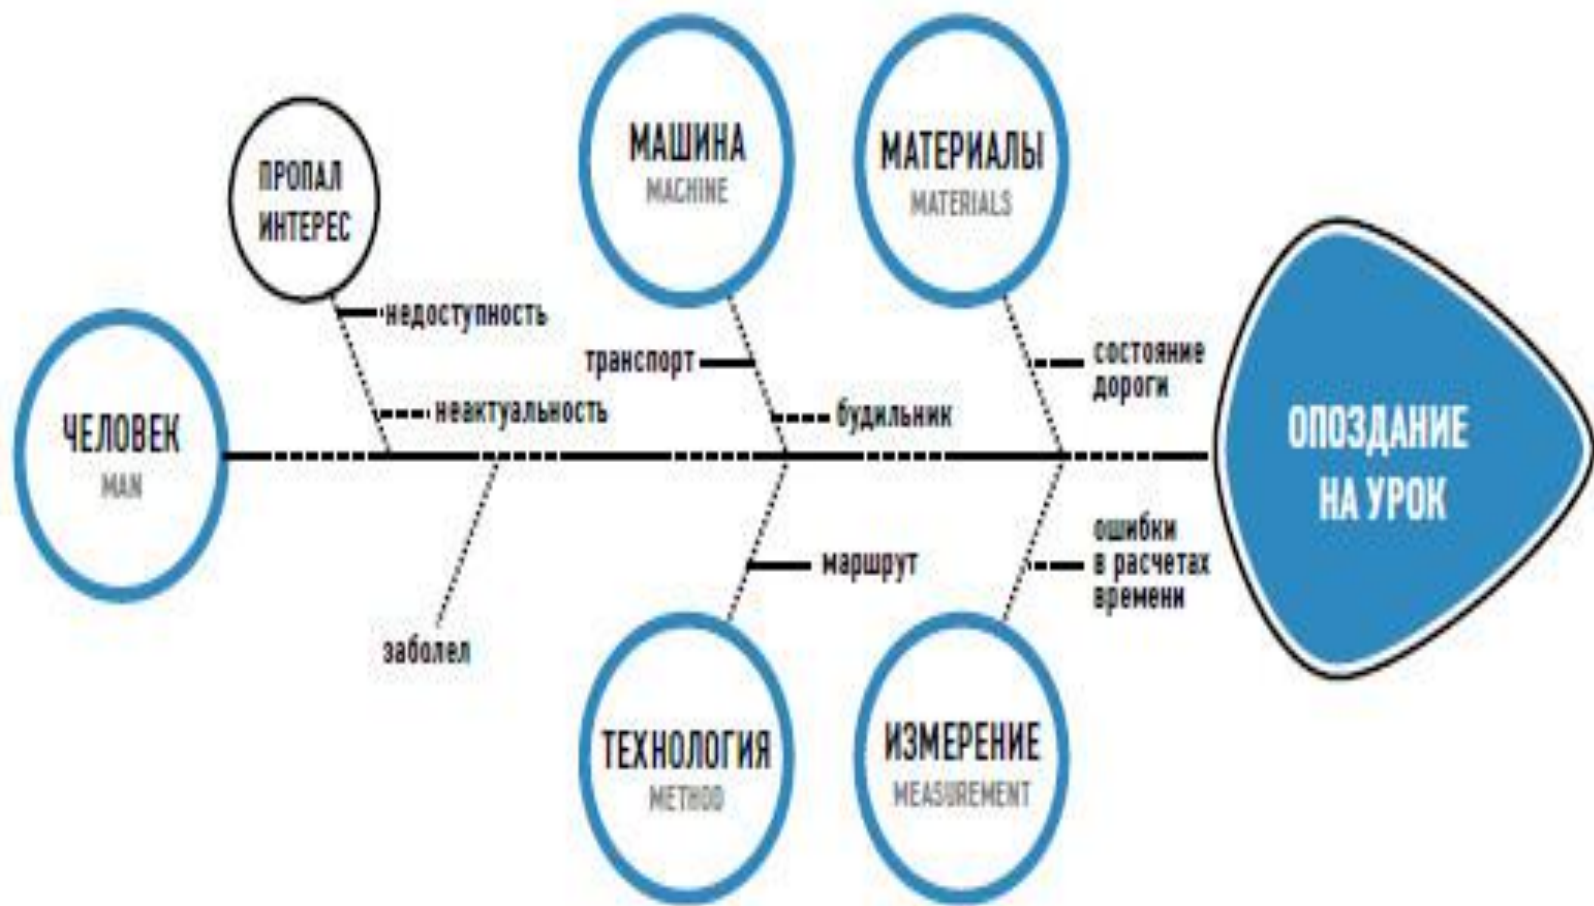 ПРОПАЛ
ИНТЕРЕС
МАШИНА
MACHINE
МАТЕРИАЛЫ
MATERIALS
недоступность
транспорт
состояние
дороги
неактуальность
будильник
ЧЕЛОВЕК
MAN
ОПОЗДАНИЕ
НА УРОК
заболел
маршрут
ошибки
в расчетах
времени
ТЕХНОЛОГИЯ
METHOD
ИЗМЕРЕНИЕ
MEASUREMENT